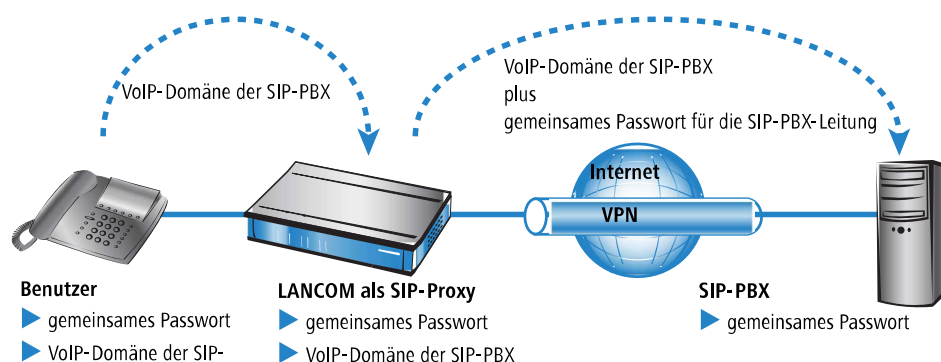 VoIP-Domäne der SIP-PBX
VoIP-Domäne der SIP-PBX
plus
gemeinsames Passwort für die SIP-PBX-Leitung
Internet
VPN
Benutzer
gemeinsames Passwort
VoIP-Domäne der SIP-
LANCOM als SIP-Proxy
gemeinsames Passwort
VoIP-Domäne der SIP-PBX
SIP-PBX
gemeinsames Passwort